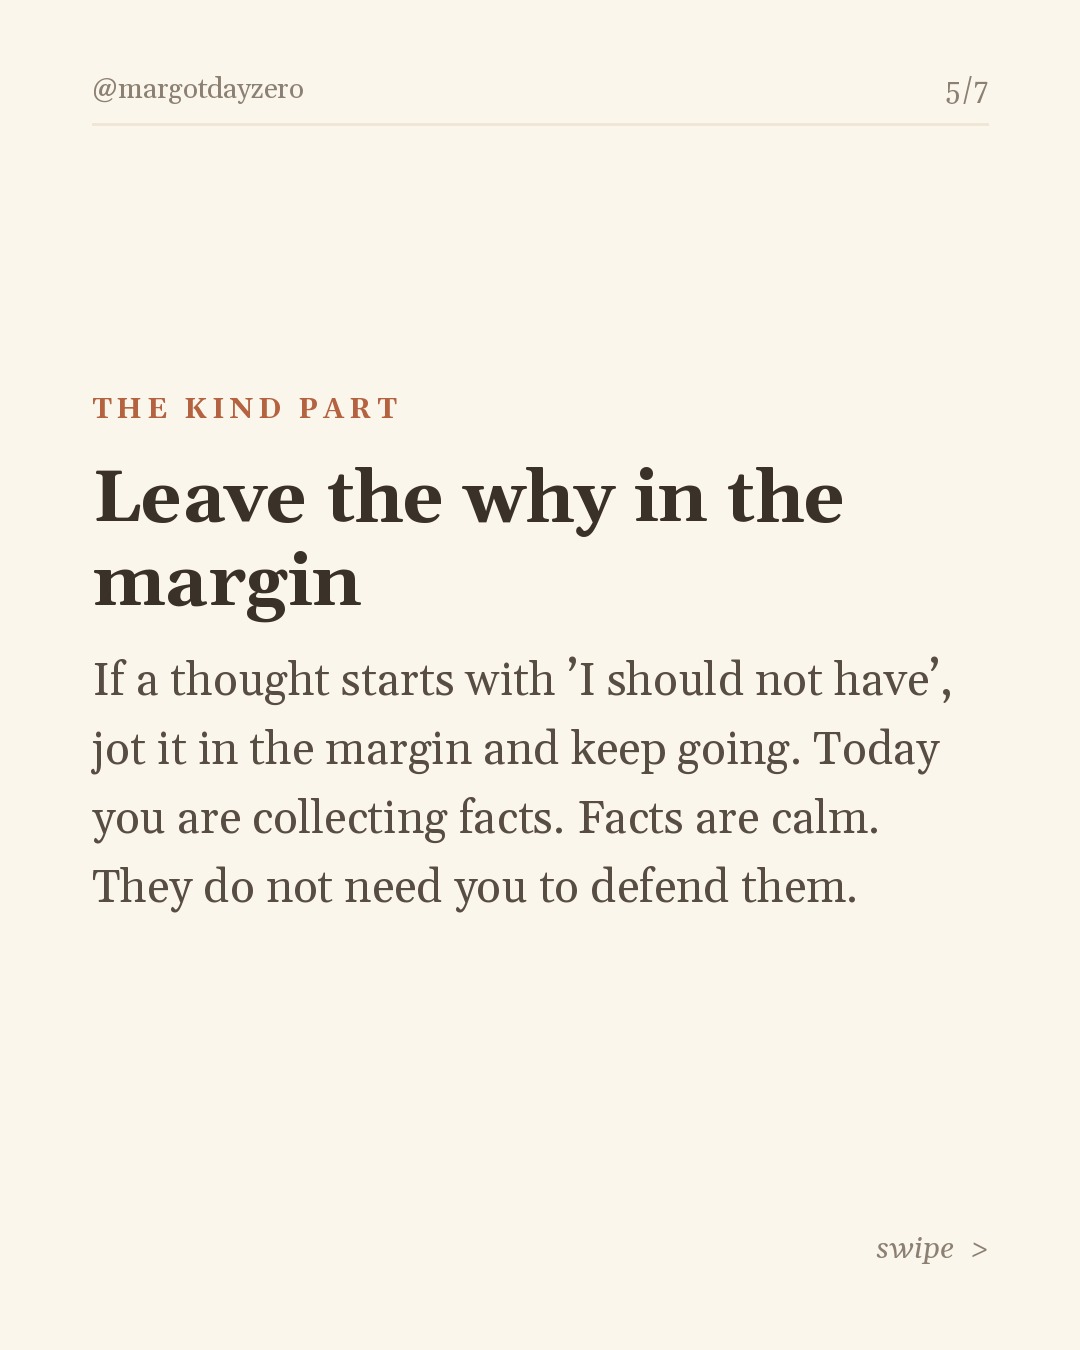 @margotdayzero
5/7
THE KIND PART
Leave the why in the
margin
If a thought starts with ’I should not have’,
jot it in the margin and keep going. Today
you are collecting facts. Facts are calm.
They do not need you to defend them.
swipe >